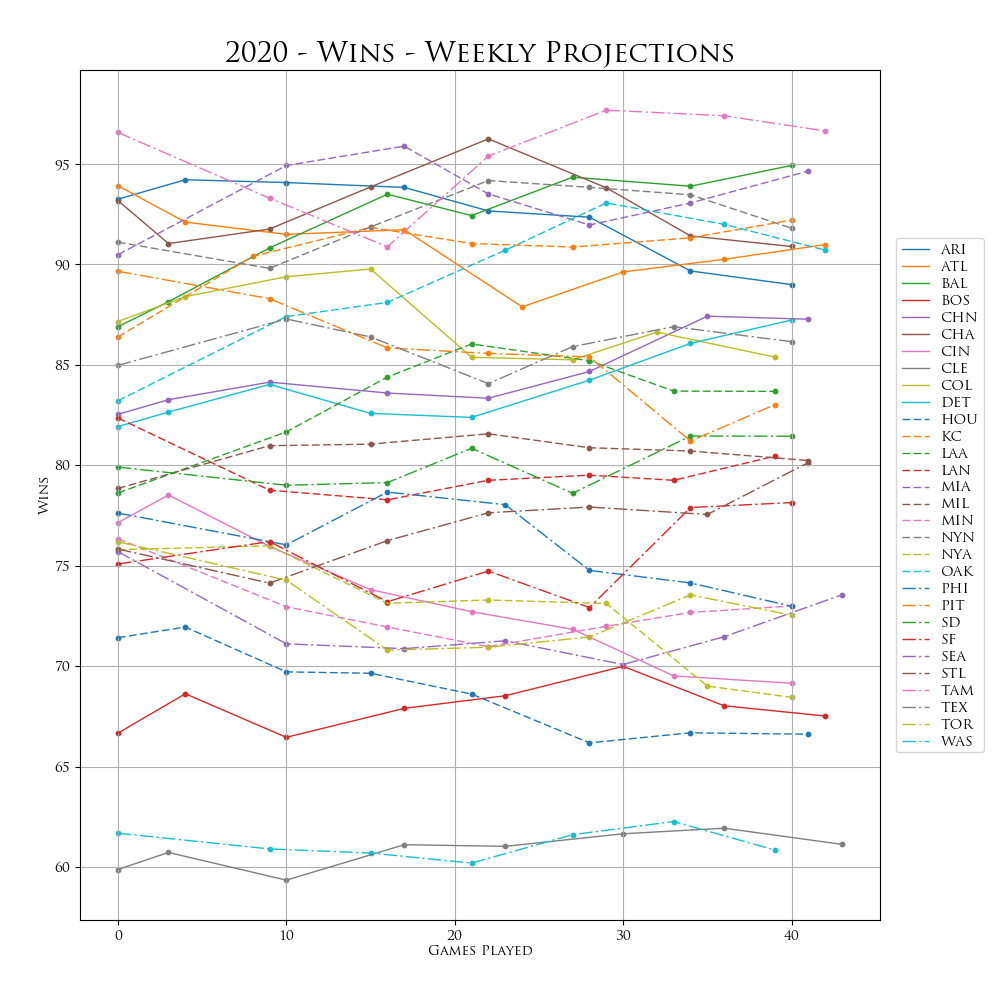 2020 - Wins - Weekly Projections
95
90
85
80
75
70
65
60
Wins
0 10 20 30 40
Games Played
ARI
ATL
BAL
BOS
CHN
CHA
CIN
CLE
COL
DET
HOU
KC
LAA
LAN
MIA
MIL
MIN
NYN
NYA
OAK
PHI
PIT
SD
SF
SEA
STL
TAM
TEX
TOR
WAS